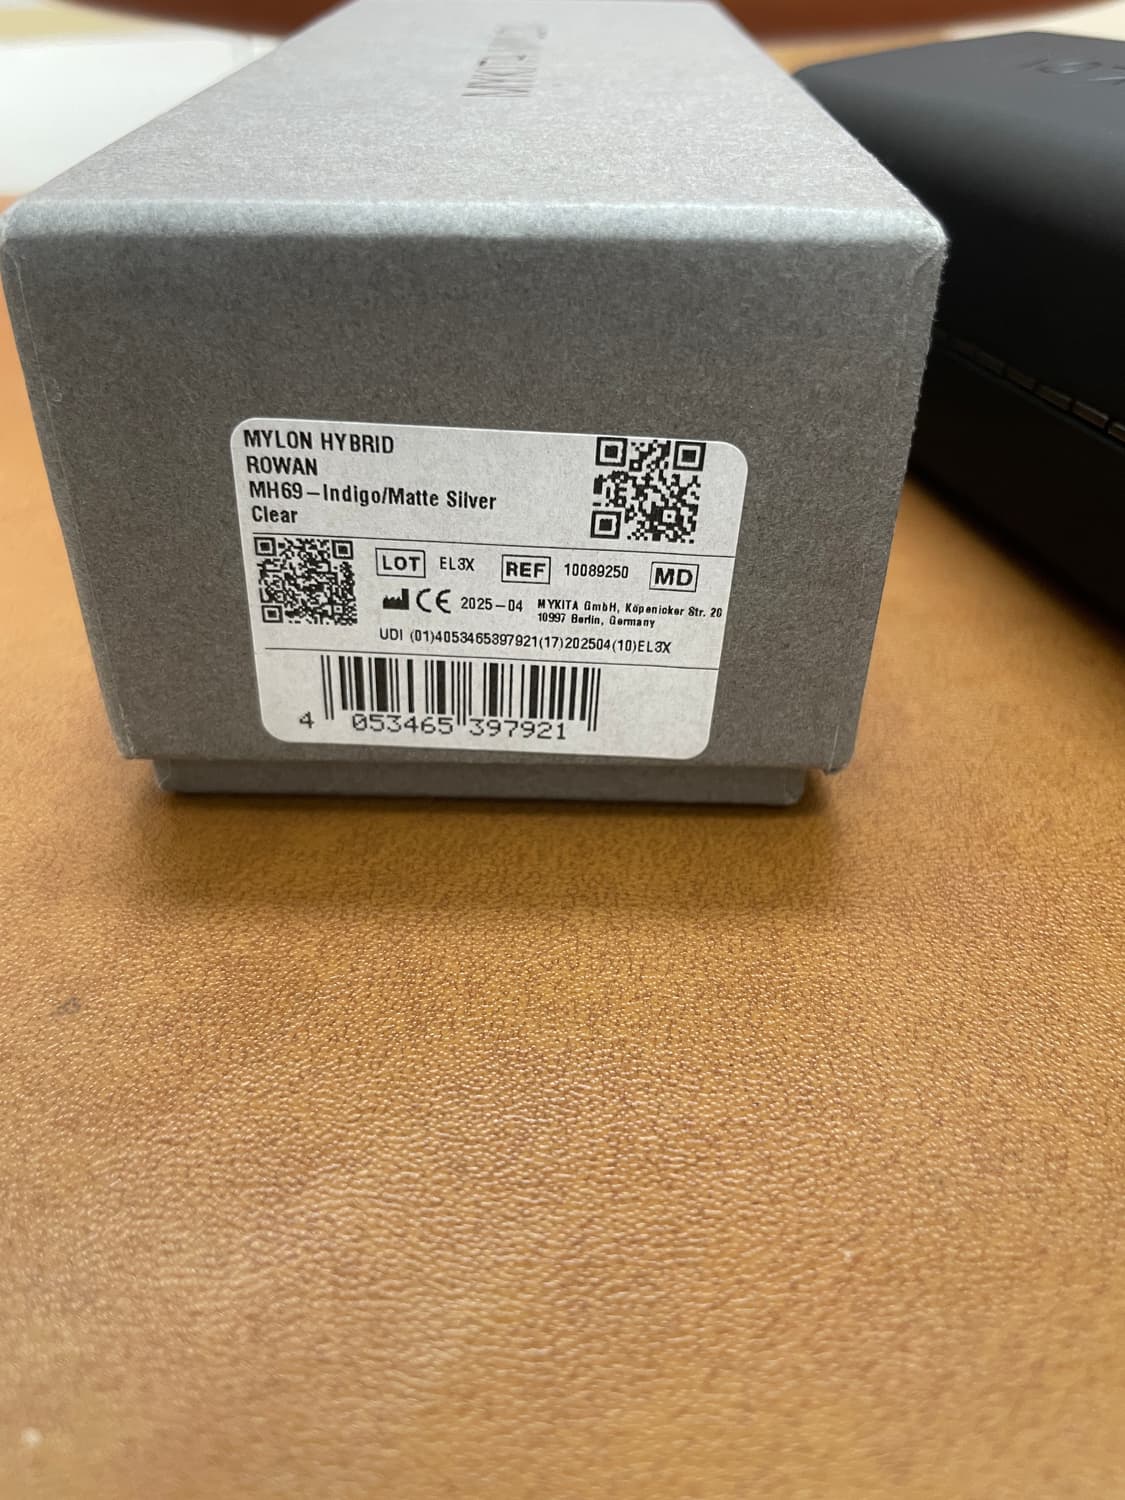 MYKITA
MYLON HYBRID
ROWAN
MH69-Indigo/Matte Silver
Clear
LOT EL3X REF 10089250 MD
CE 2025-04 MYKITA GmbH, Köpenicker Str. 20
10997 Berlin, Germany
UDI (01)4053465397921(17)202504(10)EL3X
4 053465 397921